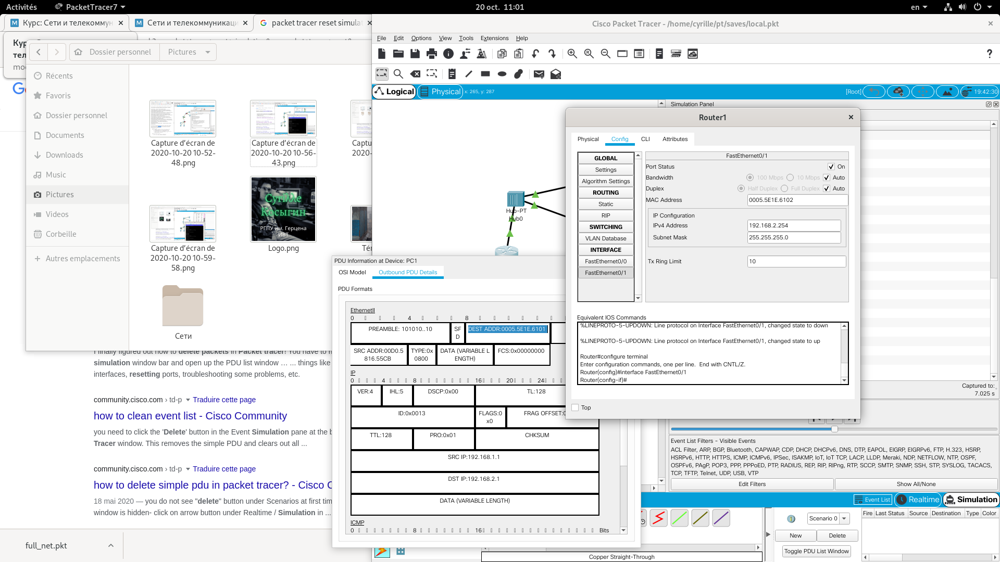 Activités
PacketTracer7
20 oct. 11:01
en
Курс: Сети и телекоммун
Сети и телекоммуникаци
packet tracer reset simula
Cisco Packet Tracer - /home/cyrille/pt/saves/local.pkt
File Edit Options View Tools Extensions Help
Logical
Physical
x: 265, y: 287
[Root]
19:42:30
Dossier personnel
Pictures
Récents
Favoris
Dossier personnel
Documents
Downloads
Music
Pictures
Videos
Corbeille
Autres emplacements
Capture d'écran de
2020-10-20 10-52-
48.png
Capture d'écran de
2020-10-20 10-56-
43.png
Capture d'écran de
2020-10-20 10-59-
58.png
Cyrille
Косыгин
РГПУ им. Герцена
ИВТ
Logo.png
Сети
I finally figured out how to delete packets in Packet tracer! You have to
simulation window bar and open up the PDU list window ... ... things like
interfaces, resetting ports, troubleshooting some problems, etc.
community.cisco.com › td-p
Traduire cette page
how to clean event list - Cisco Community
you need to click the 'Delete' button in the Event Simulation pane at the b
Tracer window. This removes the simple PDU and clears out all ...
community.cisco.com › td-p
Traduire cette page
how to delete simple pdu in packet tracer? - Cisco C
18 mai 2020 — you do not see "delete" button under Scenarios at first tim
window is hidden- click on arrow button under Realtime / Simulation in ...
full_net.pkt
Hub-PT
Hub0
PDU Information at Device: PC1
OSI Model
Outbound PDU Details
PDU Formats
EthernetII
0 4 8
PREAMBLE: 101010..10
SF
D
DEST ADDR:0005.5E1E.6101
SRC ADDR:00D0.5
816.55CB
TYPE:0x
0800
DATA (VARIABLE L
ENGTH)
FCS:0x00000000
IP
0 4 8 16 20 24
VER:4
IHL:5
DSCP:0x00
TL:128
ID:0x0013
FLAGS:0
x0
FRAG OFFSET:0
TTL:128
PRO:0x01
CHKSUM
SRC IP:192.168.1.1
DST IP:192.168.2.1
DATA (VARIABLE LENGTH)
ICMP
0 8 16 Bits
Router1
Physical Config CLI Attributes
GLOBAL
Settings
Algorithm Settings
ROUTING
Static
RIP
SWITCHING
VLAN Database
INTERFACE
FastEthernet0/0
FastEthernet0/1
FastEthernet0/1
Port Status
On
Bandwidth
100 Mbps
10 Mbps
Auto
Duplex
Half Duplex
Full Duplex
Auto
MAC Address
0005.5E1E.6102
IP Configuration
IPv4 Address
192.168.2.254
Subnet Mask
255.255.255.0
Tx Ring Limit
10
Equivalent IOS Commands
%LINEPROTO-5-UPDOWN: Line protocol on Interface FastEthernet0/1, changed state to down
%LINEPROTO-5-UPDOWN: Line protocol on Interface FastEthernet0/1, changed state to up
Router#configure terminal
Enter configuration commands, one per line. End with CNTL/Z.
Router(config)#interface FastEthernet0/1
Router(config-if)#
Top
Simulation Panel
Captured to:
7.025 s
Event List Filters - Visible Events
ACL Filter, ARP, BGP, Bluetooth, CAPWAP, CDP, DHCP, DHCPv6, DNS, DTP, EAPOL, EIGRP, EIGRPv6, FTP, H.323, HSRP,
HSRPv6, HTTP, HTTPS, ICMP, ICMPv6, IPSec, ISAKMP, IoT, IoT TCP, LACP, LLDP, Meraki, NDP, NETFLOW, NTP, OSPF,
OSPFv6, PAgP, POP3, PPP, PPPoED, PTP, RADIUS, REP, RIP, RIPng, RTP, SCCP, SMTP, SNMP, SSH, STP, SYSLOG, TACACS,
TCP, TFTP, Telnet, UDP, USB, VTP
Edit Filters
Show All/None
Event List
Realtime
Simulation
Scenario 0
New
Delete
Toggle PDU List Window
Fire Last Status Source Destination Type Color
Copper Straight-Through